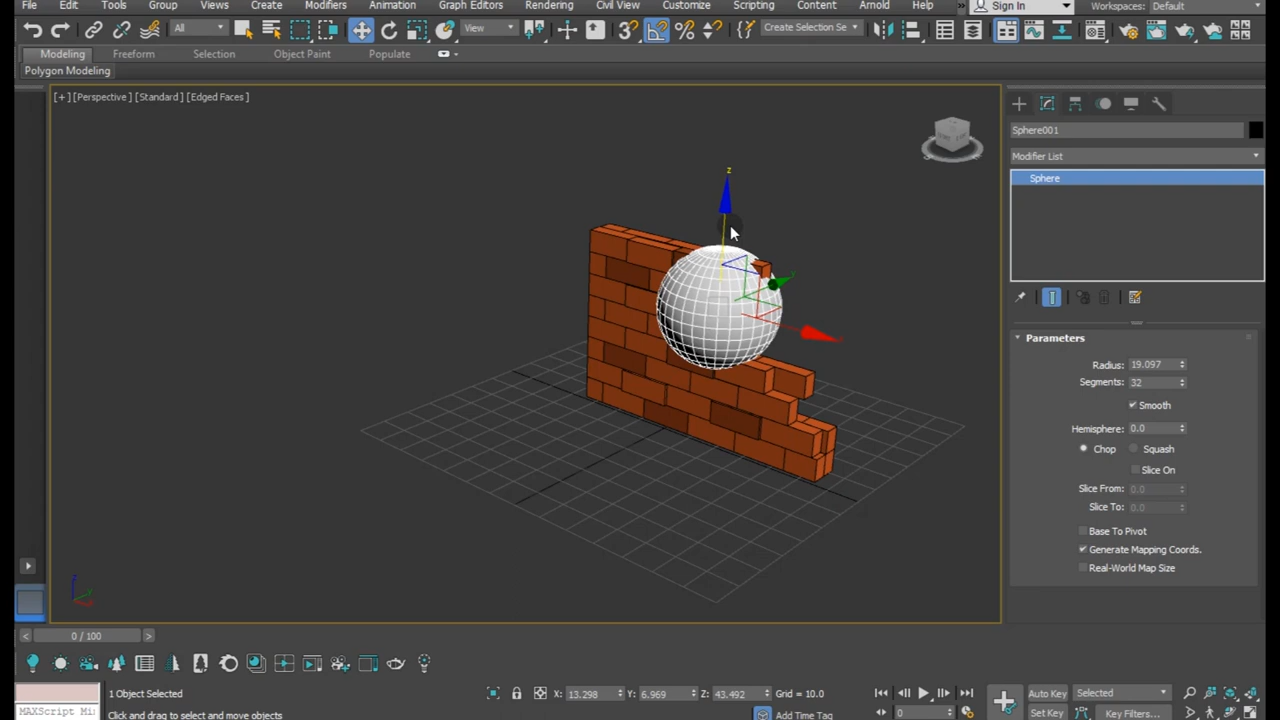 File Edit Tools Group Views Create Modifiers Animation Graph Editors Rendering Civil View Customize Scripting Content Arnold Help » Sign In Workspaces: Default
All View Create Selection Se
Modeling Freeform Selection Object Paint Populate
Polygon Modeling
[+] [Perspective ] [Standard ] [Edged Faces ]
Sphere001
Modifier List
Sphere
z
Parameters
Radius: 19.097
Segments: 32
Smooth
Hemisphere: 0.0
Chop Squash
Slice On
Slice From: 0.0
Slice To: 0.0
Base To Pivot
Generate Mapping Coords.
Real-World Map Size
< 0 / 100 >
1 Object Selected X: 13.298 Y: 6.969 Z: 43.492 Grid = 10.0 Auto Key Selected
MAXScript Mi
Click and drag to select and move objects Add Time Tag 0 Set Key Key Filters...